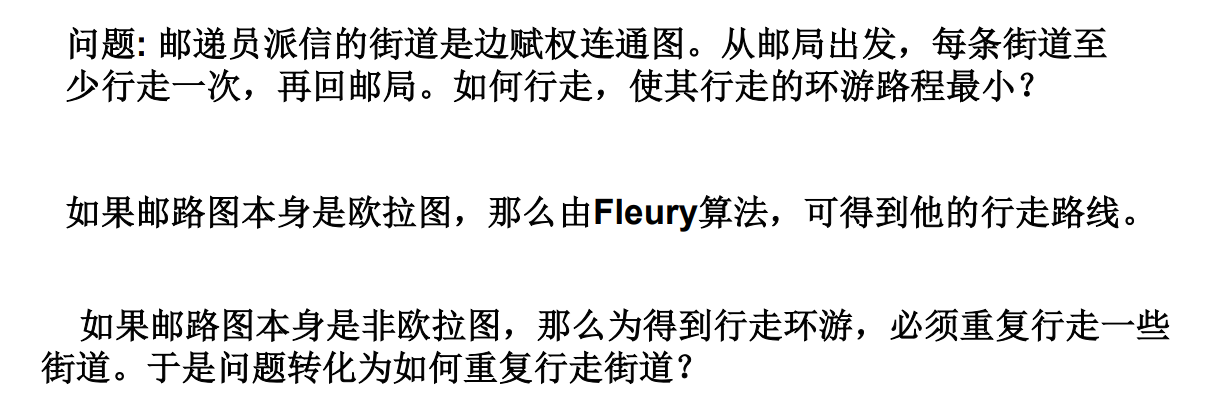 问题: 邮递员派信的街道是边赋权连通图。从邮局出发，每条街道至
少行走一次，再回邮局。如何行走，使其行走的环游路程最小？
如果邮路图本身是欧拉图，那么由Fleury算法，可得到他的行走路线。
如果邮路图本身是非欧拉图，那么为得到行走环游，必须重复行走一些
街道。于是问题转化为如何重复行走街道？